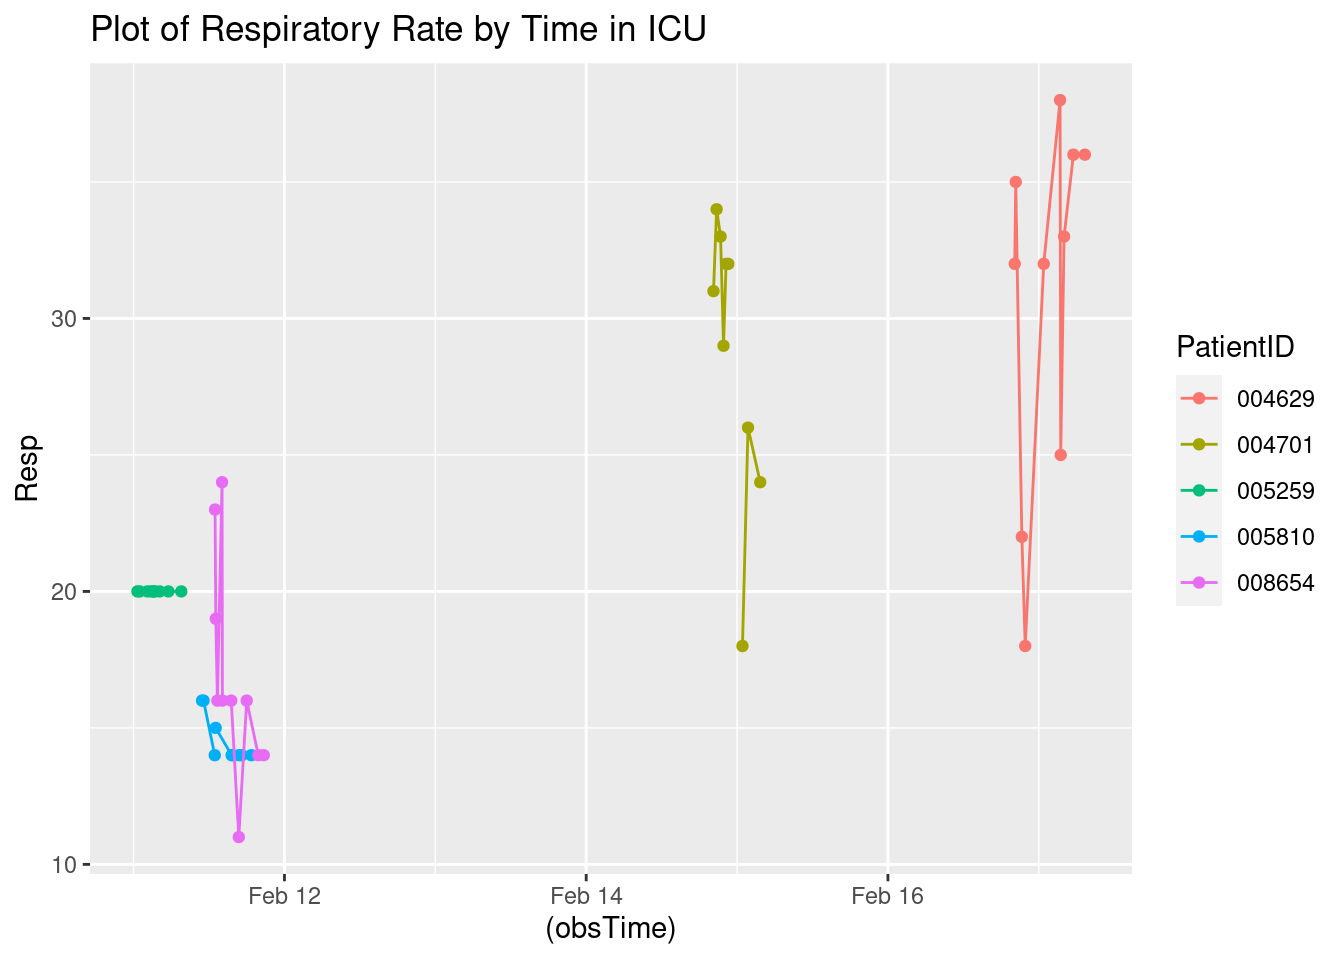 Plot of Respiratory Rate by Time in ICU
Resp
30
20
10
Feb 12
Feb 14
Feb 16
(obsTime)
PatientID
004629
004701
005259
005810
008654